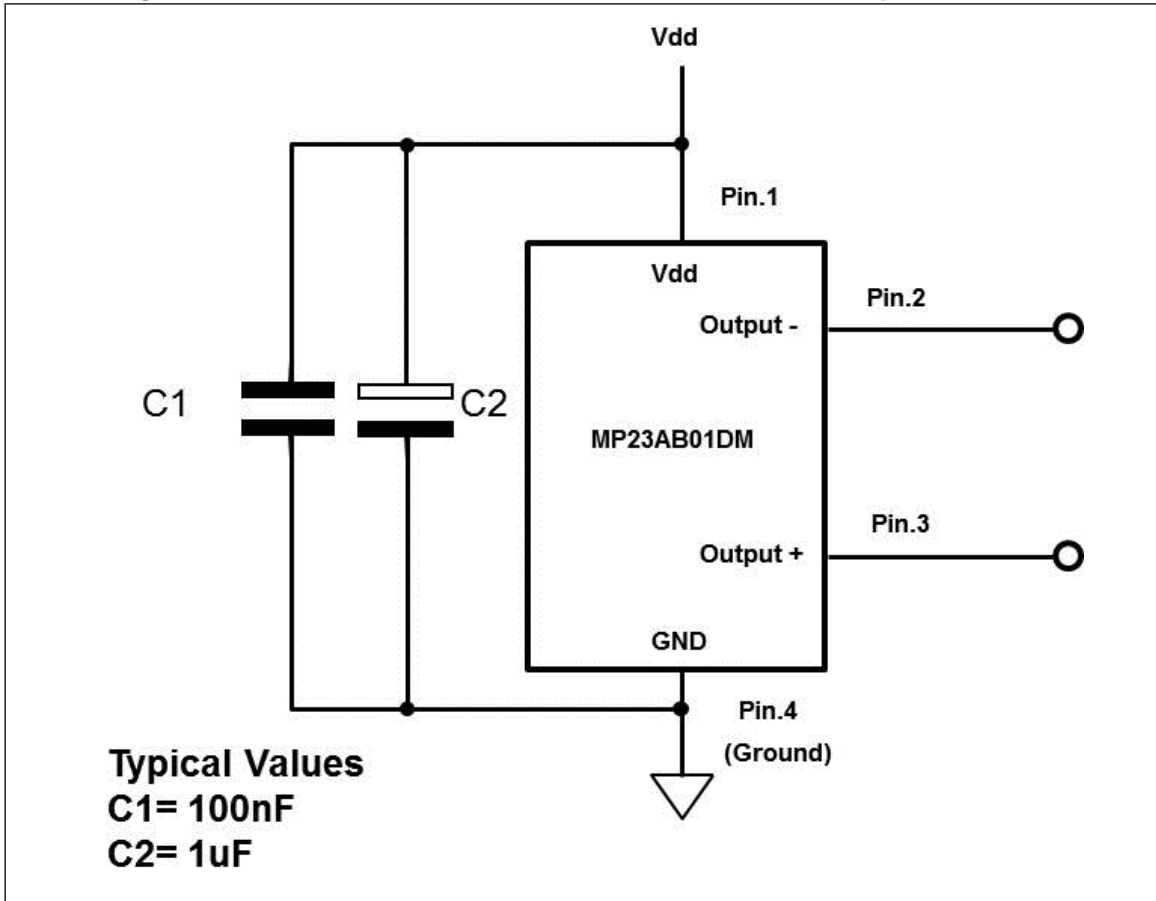 Vdd
Pin.1
Vdd
Pin.2
Output -
C1
C2
MP23AB01DM
Pin.3
Output +
GND
Pin.4
(Ground)
Typical Values
C1= 100nF
C2= 1uF